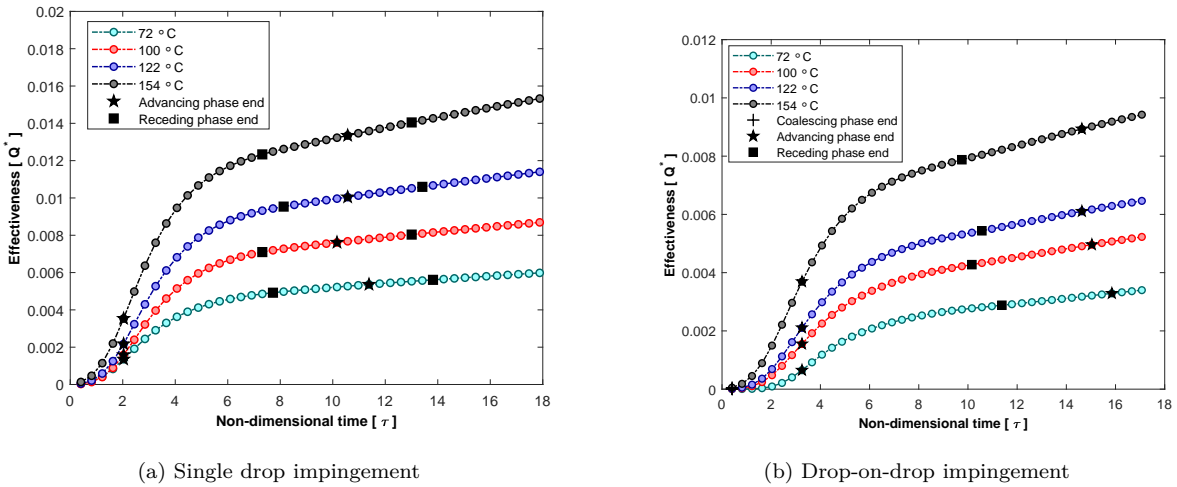 0.02
0.018
0.016
0.014
0.012
0.01
0.008
0.006
0.004
0.002
0
Effectiveness [ Q* ]
72 °C
100 °C
122 °C
154 °C
Advancing phase end
Receding phase end
0 2 4 6 8 10 12 14 16 18
Non-dimensional time [ τ ]
(a) Single drop impingement
0.012
0.01
0.008
0.006
0.004
0.002
0
Effectiveness [ Q* ]
72 °C
100 °C
122 °C
154 °C
Coalescing phase end
Advancing phase end
Receding phase end
0 2 4 6 8 10 12 14 16 18
Non-dimensional time [ τ ]
(b) Drop-on-drop impingement